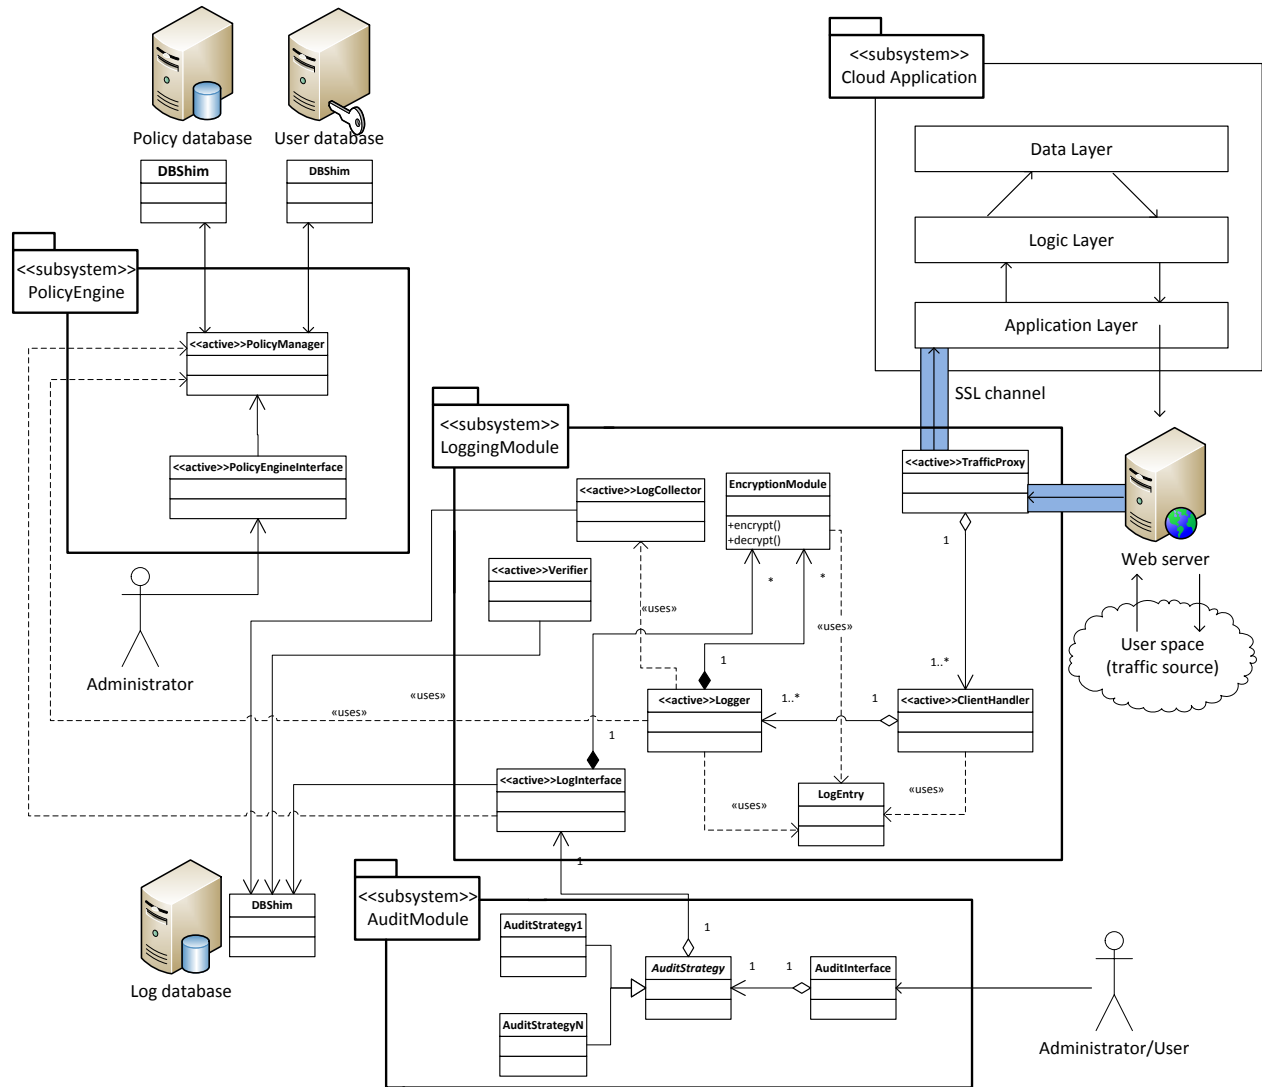 <<subsystem>>
Cloud Application
Data Layer
Logic Layer
Application Layer
SSL channel
Web server
User space
(traffic source)
Policy database
User database
DBShim
DBShim
<<subsystem>>
PolicyEngine
<<active>>PolicyManager
<<active>>PolicyEngineInterface
Administrator
<<subsystem>>
LoggingModule
<<active>>LogCollector
EncryptionModule
+encrypt()
+decrypt()
<<active>>TrafficProxy
1
<<active>>Verifier
*
*
«uses»
«uses»
1
1..*
«uses»
«uses»
<<active>>Logger
1..*
1
<<active>>ClientHandler
1
<<active>>LogInterface
«uses»
LogEntry
«uses»
1
Log database
DBShim
<<subsystem>>
AuditModule
AuditStrategy1
1
AuditStrategy
1
1
AuditInterface
AuditStrategyN
Administrator/User